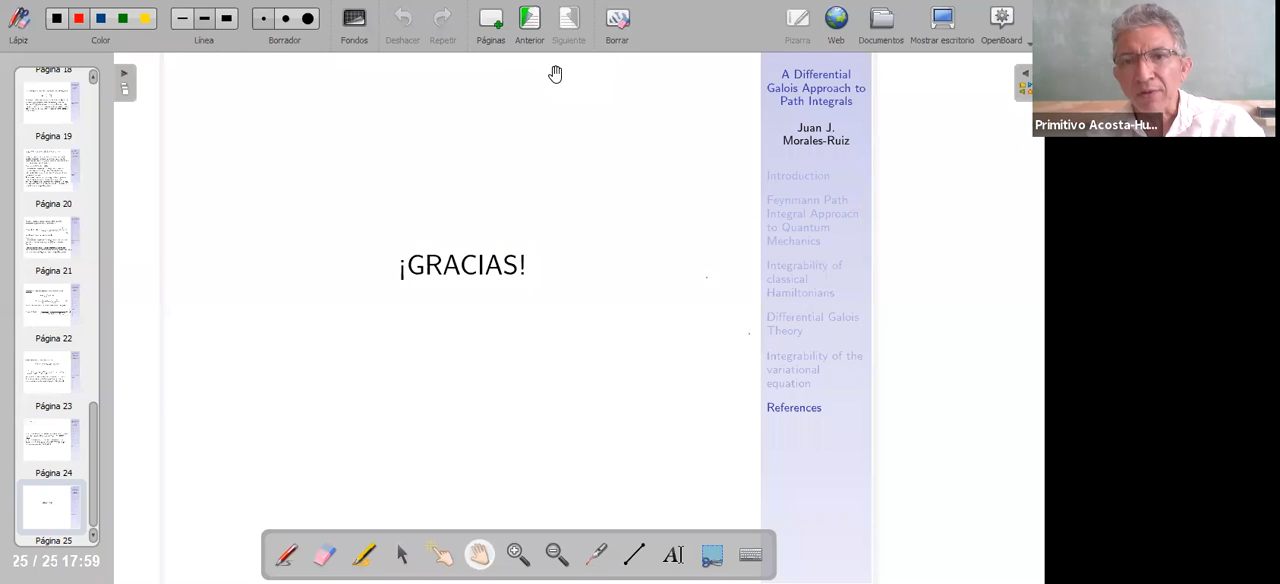 Lápiz
Color
Línea
Borrador
Fondos
Deshacer
Repetir
Páginas
Anterior
Siguiente
Borrar
Pizarra
Web
Documentos
Mostrar escritorio
OpenBoard
Página 18
Página 19
Página 20
Página 21
Página 22
Página 23
Página 24
Página 25
25 / 25 17:59
¡GRACIAS!
A Differential
Galois Approach to
Path Integrals
Juan J.
Morales-Ruiz
Introduction
Feynmann Path
Integral Approach
to Quantum
Mechanics
Integrability of
classical
Hamiltonians
Differential Galois
Theory
Integrability of the
variational
equation
References
Primitivo Acosta-Hu...